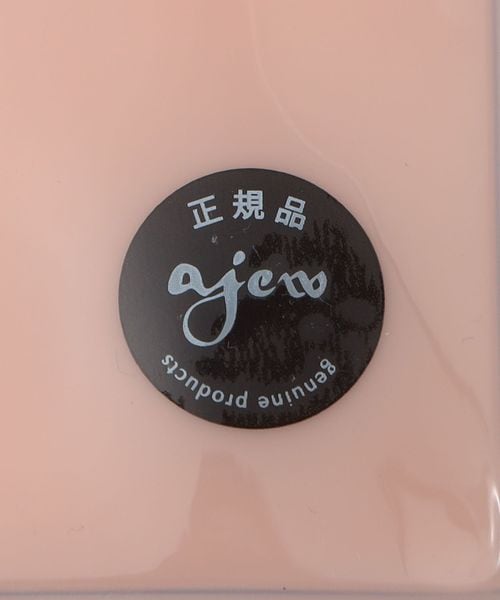 正規品
ajew
genuine products